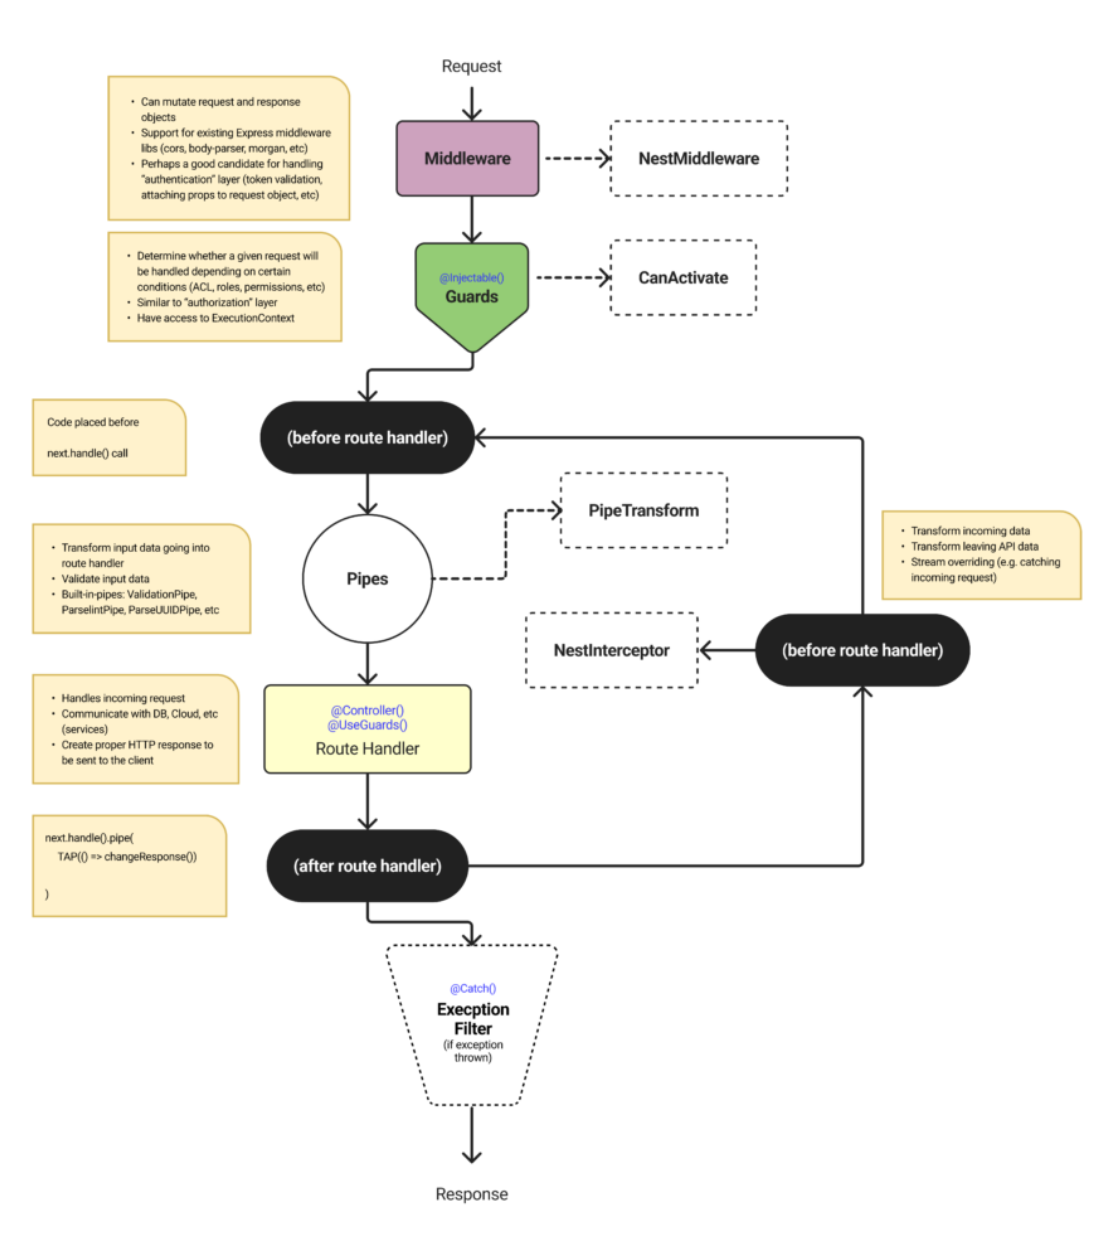 Request
• Can mutate request and response
objects
• Support for existing Express middleware
libs (cors, body-parser, morgan, etc)
• Perhaps a good candidate for handling
"authentication" layer (token validation,
attaching props to request object, etc)
Middleware
NestMiddleware
• Determine whether a given request will
be handled depending on certain
conditions (ACL, roles, permissions, etc)
• Similar to "authorization" layer
• Have access to ExecutionContext
@Injectable()
Guards
CanActivate
Code placed before
next.handle() call
(before route handler)
• Transform input data going into
route handler
• Validate input data
• Built-in-pipes: ValidationPipe,
ParseIintPipe, ParseUUIDPipe, etc
Pipes
PipeTransform
• Transform incoming data
• Transform leaving API data
• Stream overriding (e.g. catching
incoming request)
NestInterceptor
(before route handler)
• Handles incoming request
• Communicate with DB, Cloud, etc
(services)
• Create proper HTTP response to
be sent to the client
@Controller()
@UseGuards()
Route Handler
next.handle().pipe(
TAP(() => changeResponse())
)
(after route handler)
@Catch()
Execption
Filter
(if exception
thrown)
Response